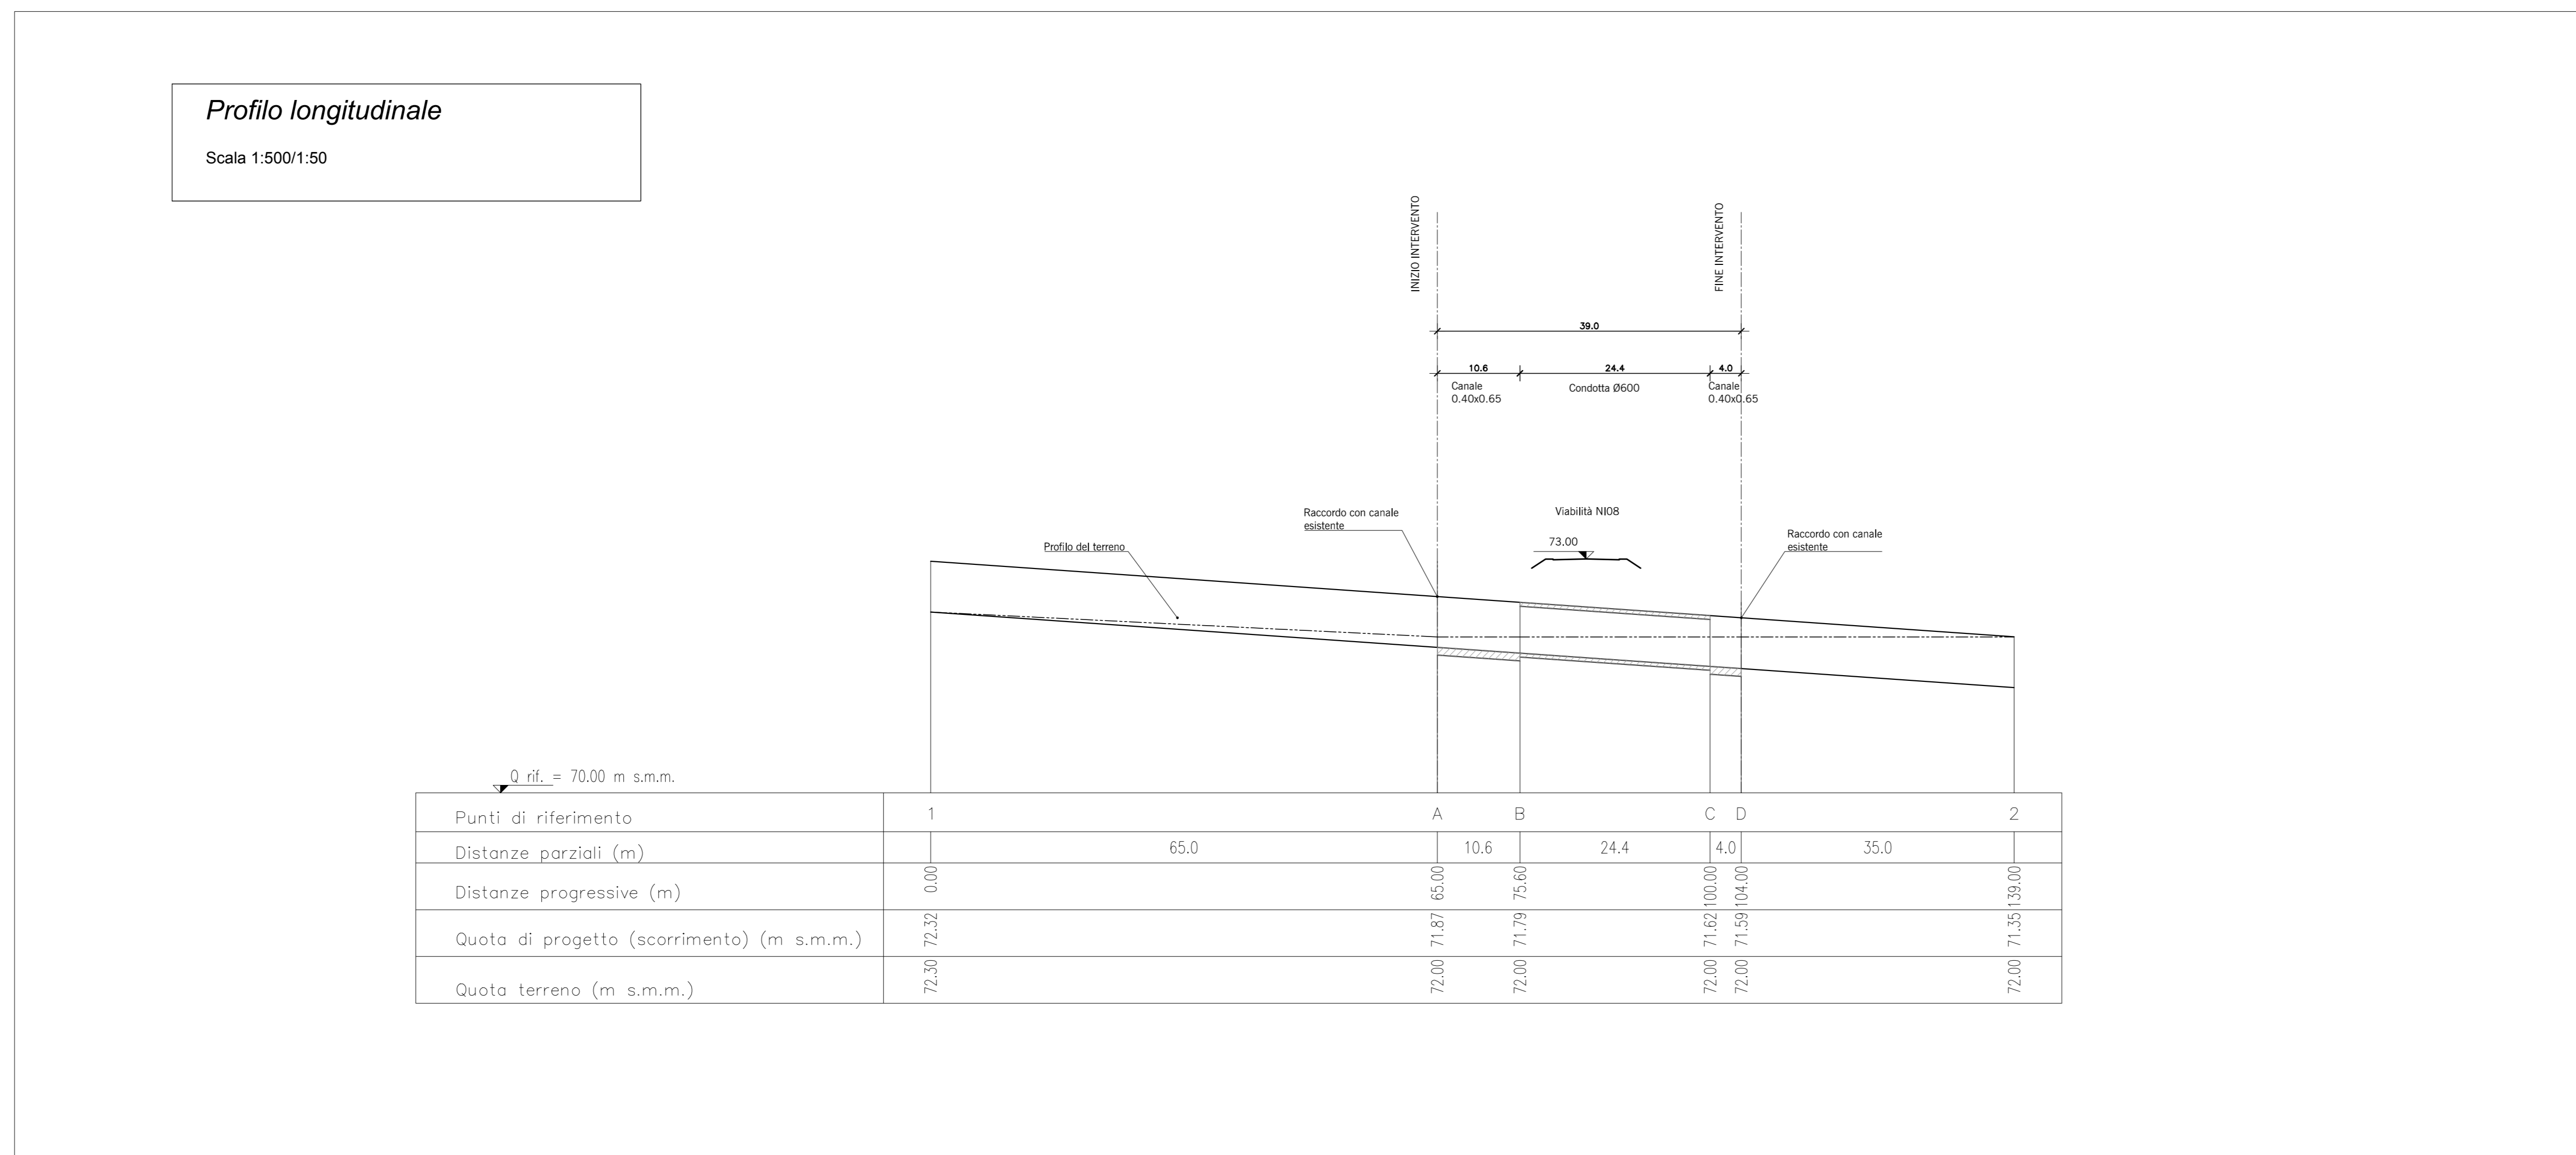 Profilo longitudinale
Scala 1:500/1:50
INIZIO INTERVENTO
FINE INTERVENTO
39.0
10.6
24.4
4.0
Canale
0.40x0.65
Condotta Ø600
Canale
0.40x0.65
Raccordo con canale
esistente
Viabilità NI08
73.00
Raccordo con canale
esistente
Profilo del terreno
Q rif. = 70.00 m s.m.m.
Punti di riferimento 1 A B C D 2
Distanze parziali (m) 65.0 10.6 24.4 4.0 35.0
Distanze progressive (m) 0.00 65.00 75.60 100.00 104.00 139.00
Quota di progetto (scorrimento) (m s.m.m.) 72.32 71.87 71.79 71.62 71.59 71.35
Quota terreno (m s.m.m.) 72.30 72.00 72.00 72.00 72.00 72.00